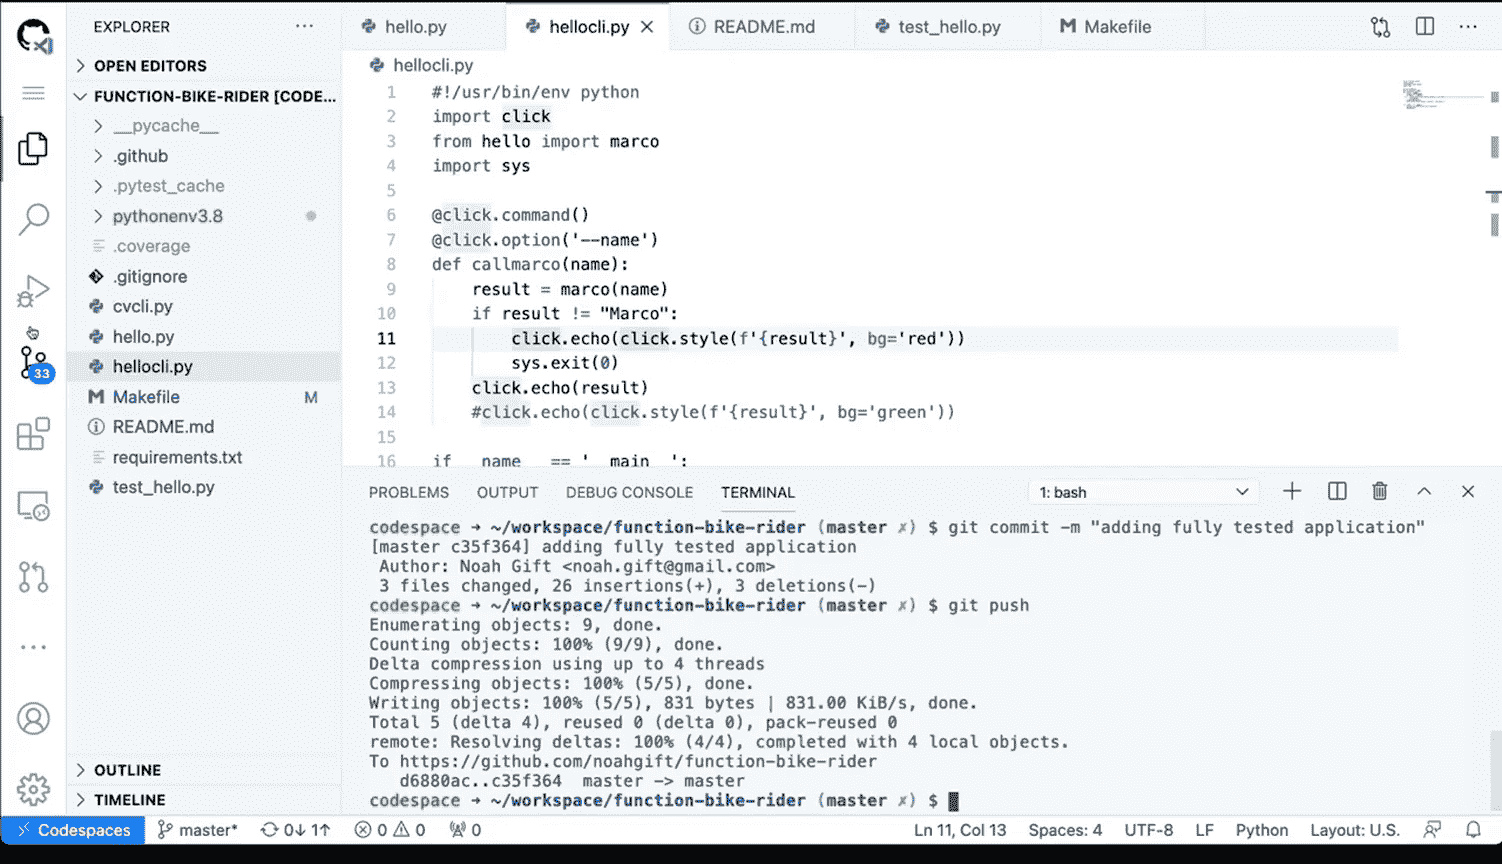 EXPLORER
hello.py
hellocli.py
README.md
test_hello.py
Makefile
OPEN EDITORS
FUNCTION-BIKE-RIDER [CODE...
__pycache__
.github
.pytest_cache
pythonenv3.8
.coverage
.gitignore
cvcli.py
hello.py
hellocli.py
Makefile M
README.md
requirements.txt
test_hello.py
OUTLINE
TIMELINE
33
hellocli.py
1 #!/usr/bin/env python
2 import click
3 from hello import marco
4 import sys
5
6 @click.command()
7 @click.option('--name')
8 def callmarco(name):
9 result = marco(name)
10 if result != "Marco":
11 click.echo(click.style(f'{result}', bg='red'))
12 sys.exit(0)
13 click.echo(result)
14 #click.echo(click.style(f'{result}', bg='green'))
15
16 if __name__ == '__main__':
PROBLEMS OUTPUT DEBUG CONSOLE TERMINAL 1: bash
codespace → ~/workspace/function-bike-rider (master ✗) $ git commit -m "adding fully tested application"
[master c35f364] adding fully tested application
Author: Noah Gift <noah.gift@gmail.com>
3 files changed, 26 insertions(+), 3 deletions(-)
codespace → ~/workspace/function-bike-rider (master ✗) $ git push
Enumerating objects: 9, done.
Counting objects: 100% (9/9), done.
Delta compression using up to 4 threads
Compressing objects: 100% (5/5), done.
Writing objects: 100% (5/5), 831 bytes | 831.00 KiB/s, done.
Total 5 (delta 4), reused 0 (delta 0), pack-reused 0
remote: Resolving deltas: 100% (4/4), completed with 4 local objects.
To https://github.com/noahgift/function-bike-rider
d6880ac..c35f364 master -> master
codespace → ~/workspace/function-bike-rider (master ✗) $
Codespaces master* 0↓ 1↑ 0 0 0 Ln 11, Col 13 Spaces: 4 UTF-8 LF Python Layout: U.S.